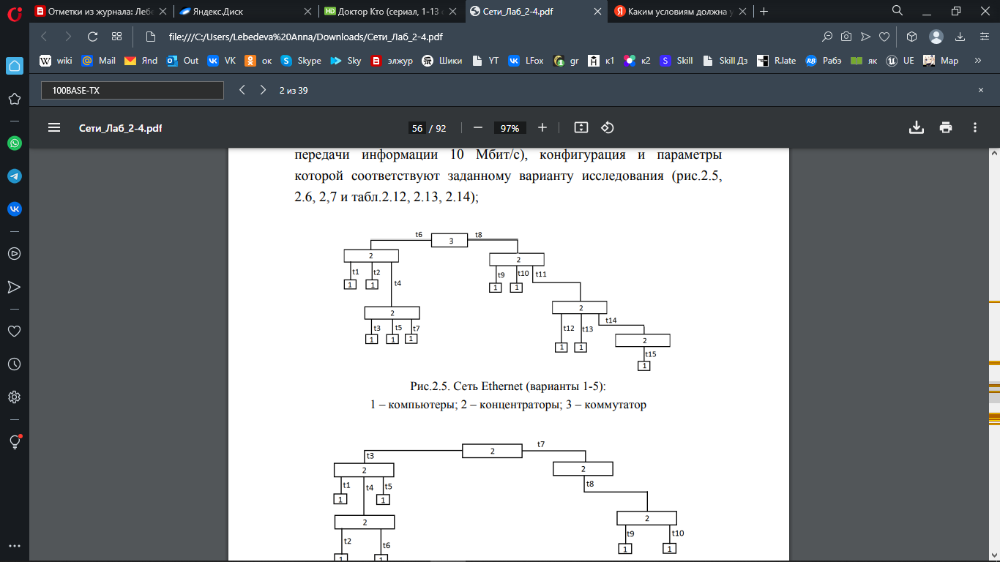 Отметки из журнала: Лебе
Яндекс.Диск
HD Доктор Кто (сериал, 1-13 с
Сети_Лаб_2-4.pdf
Я Каким условиям должна у
file:///C:/Users/Lebedeva%20Anna/Downloads/Сети_Лаб_2-4.pdf
W wiki @ Mail Янд Out VK ок Skype Sky элжур Шики YT LFox gr к1 к2 S Skill Skill Дз R.late RB Рабэ як UE Map »
100BASE-TX 2 из 39
Сети_Лаб_2-4.pdf 56 / 92 97%
передачи информации 10 Мбит/с), конфигурация и параметры
которой соответствуют заданному варианту исследования (рис.2.5,
2.6, 2,7 и табл.2.12, 2.13, 2.14);
t6 3 t8
2 2
t1 t2 t4 t9 t10 t11
1 1 1 1
2 2
t3 t5 t7 t12 t13 t14
1 1 1 1 1 2
t15
1
Рис.2.5. Сеть Ethernet (варианты 1-5):
1 – компьютеры; 2 – концентраторы; 3 – коммутатор
t3 2 t7
2 2
t1 t4 t5 t8
1 1
2 2
t2 t6 t9 t10
1 1 1 1